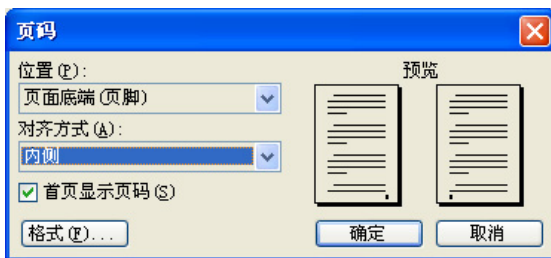 页码
位置(P):
页面底端(页脚)
对齐方式(A):
内侧
首页显示页码(S)
格式(F)...
预览
确定
取消